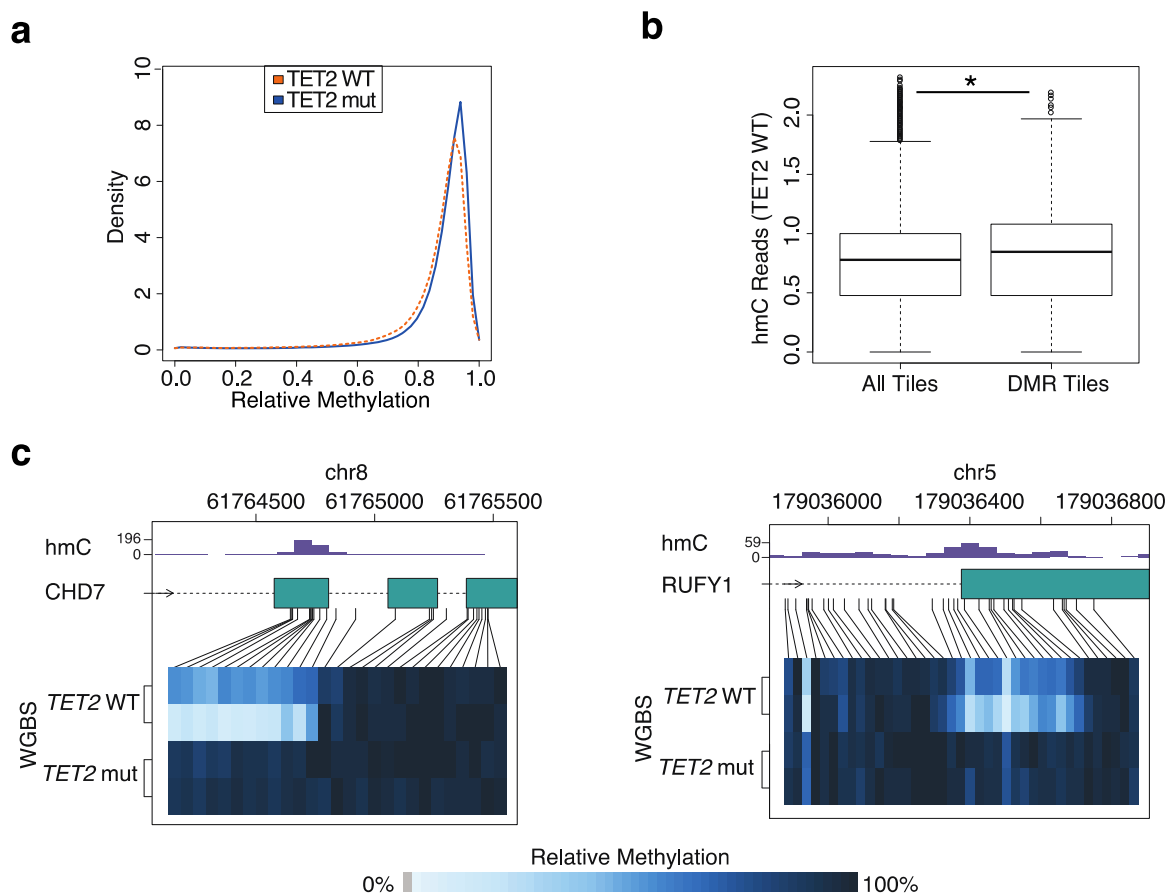 a
TET2 WT
TET2 mut
Density
0 2 4 6 8 10
0.0 0.2 0.4 0.6 0.8 1.0
Relative Methylation
b
*
hmC Reads (TET2 WT)
0.0 0.5 1.0 1.5 2.0
All Tiles DMR Tiles
c
chr8
61764500 61765000 61765500
hmC
196
0
CHD7
WGBS
TET2 WT
TET2 mut
chr5
179036000 179036400 179036800
hmC
59
0
RUFY1
WGBS
TET2 WT
TET2 mut
Relative Methylation
0% 100%